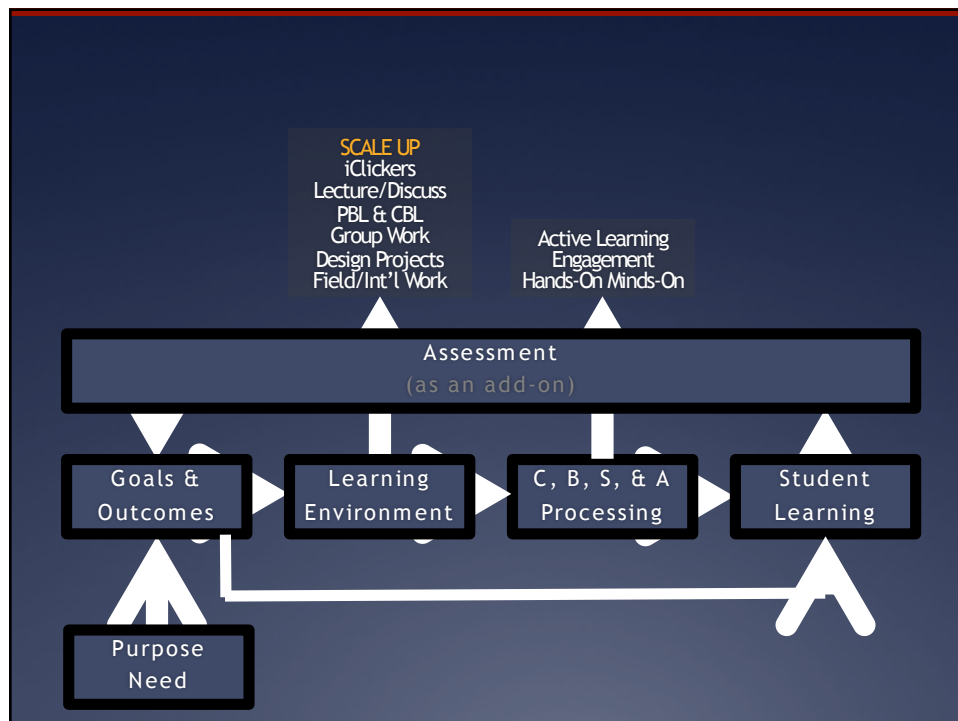 SCALE UP
iClickers
Lecture/Discuss
PBL & CBL
Group Work
Design Projects
Field/Int'l Work
Active Learning
Engagement
Hands-On Minds-On
Assessment
(as an add-on)
Goals &
Outcomes
Learning
Environment
C, B, S, & A
Processing
Student
Learning
Purpose
Need